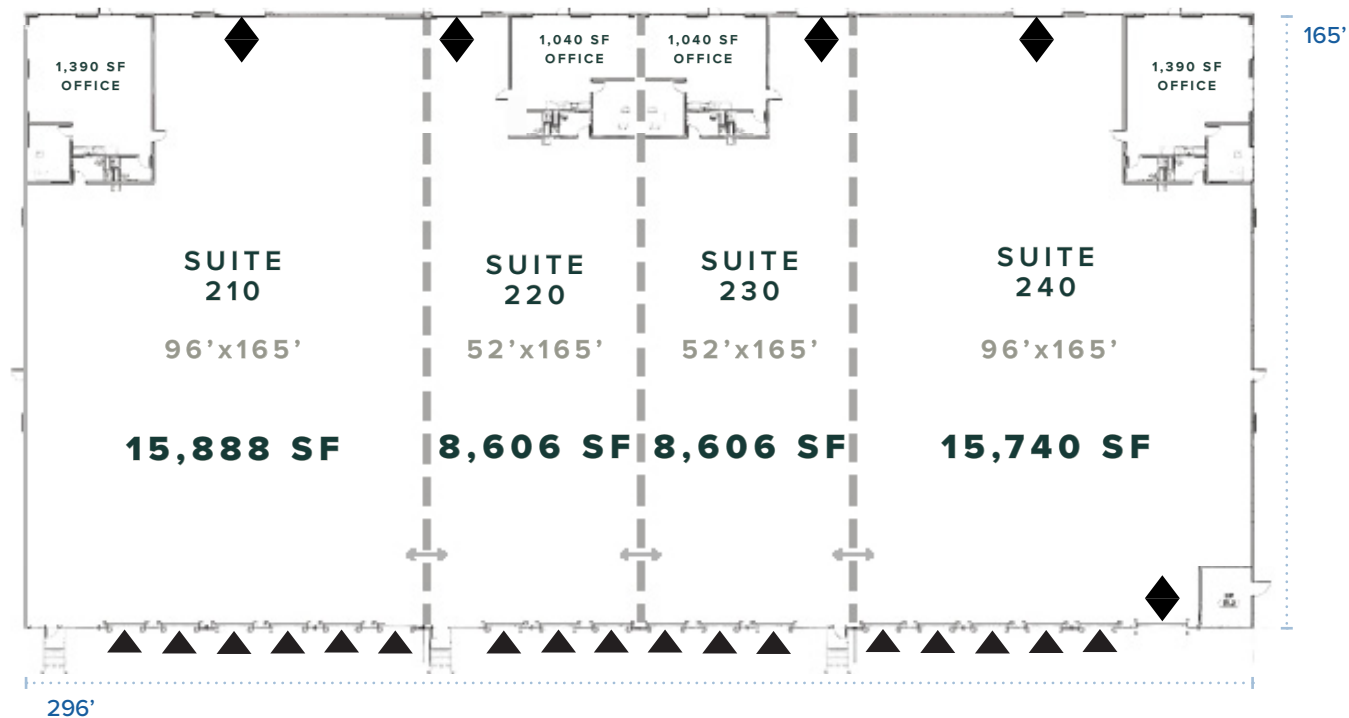 165’
1,390 SF
OFFICE
1,040 SF
OFFICE
1,040 SF
OFFICE
1,390 SF
OFFICE
SUITE
210
96’x165’
15,888 SF
SUITE
220
52’x165’
8,606 SF
SUITE
230
52’x165’
8,606 SF
SUITE
240
96’x165’
15,740 SF
296’